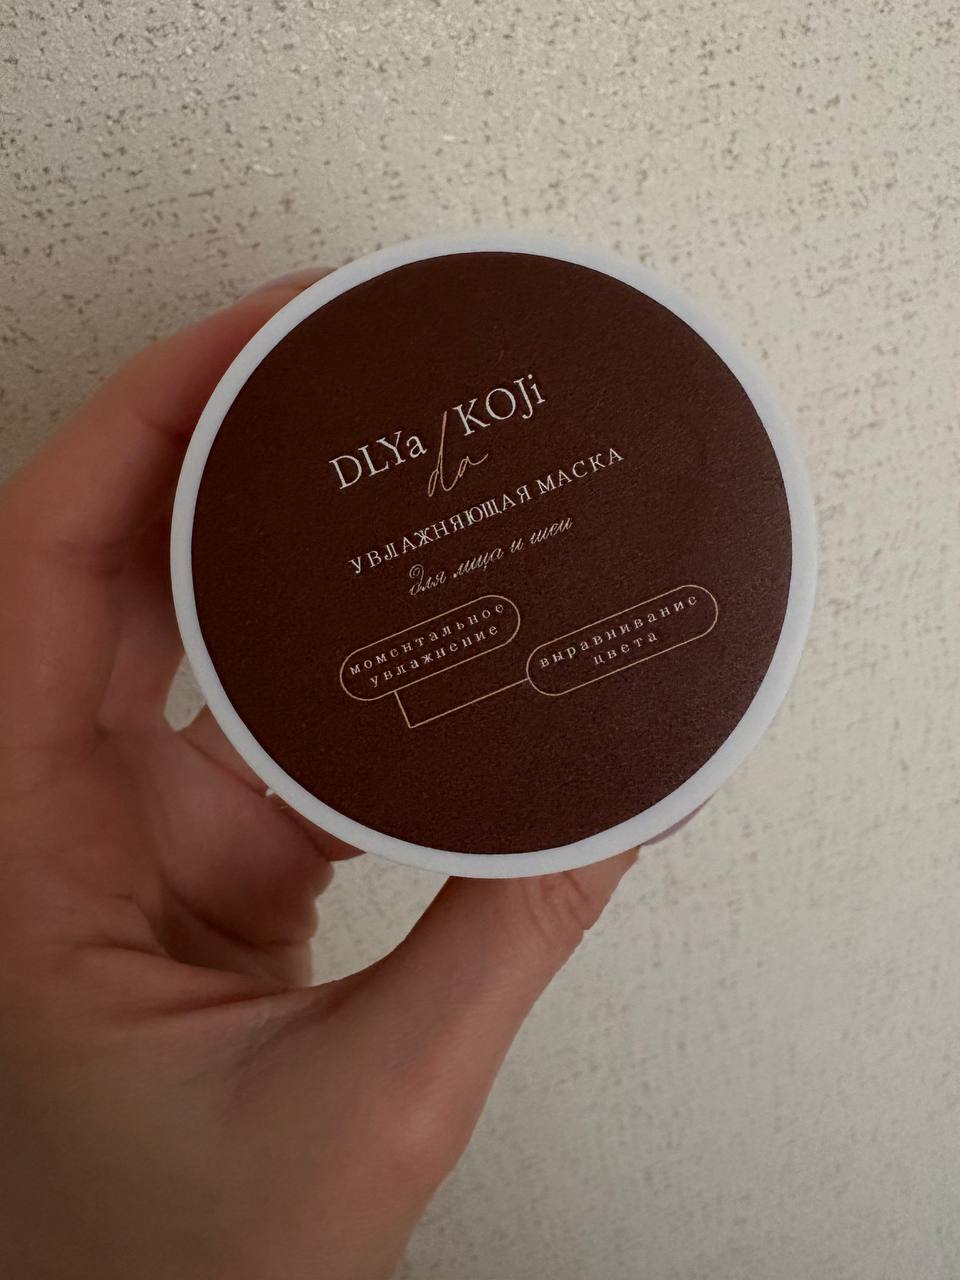 DLYa KOJi
da
УВЛАЖНЯЮЩАЯ МАСКА
для лица и шеи
моментальное
увлажнение
выравнивание
цвета